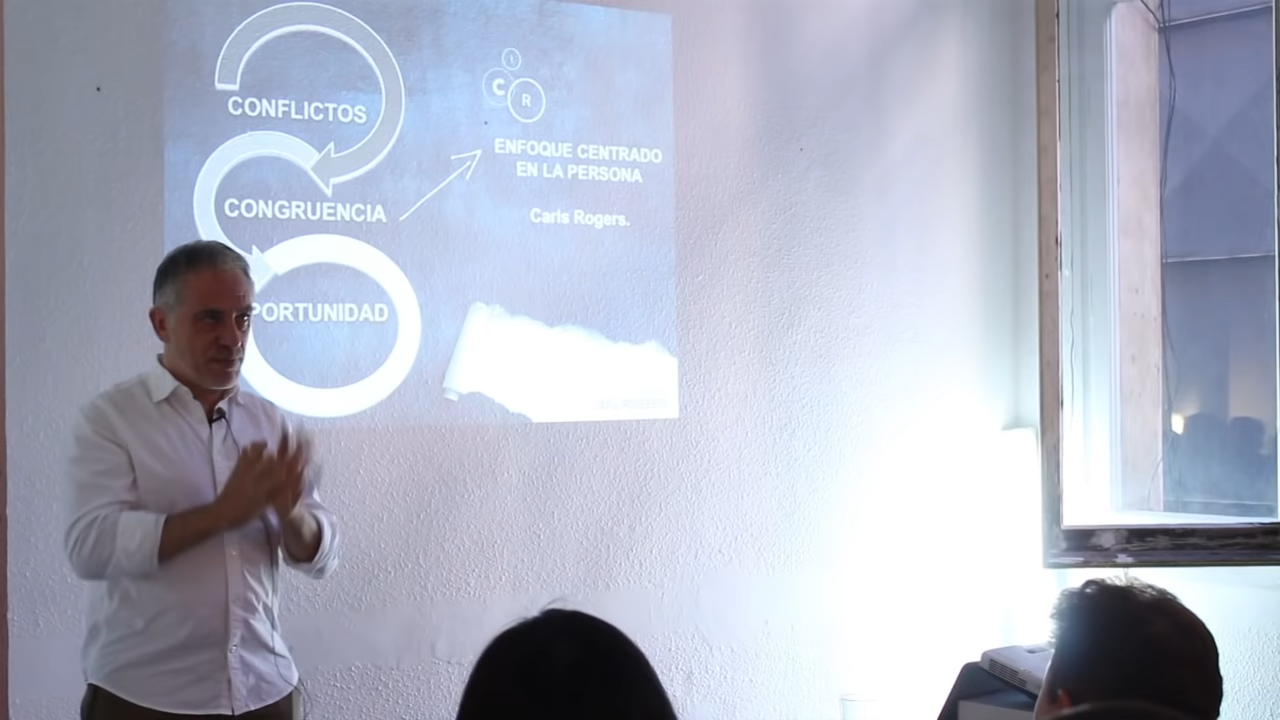 CONFLICTOS
CONGRUENCIA
PORTUNIDAD
C
R
ENFOQUE CENTRADO
EN LA PERSONA
Carls Rogers.